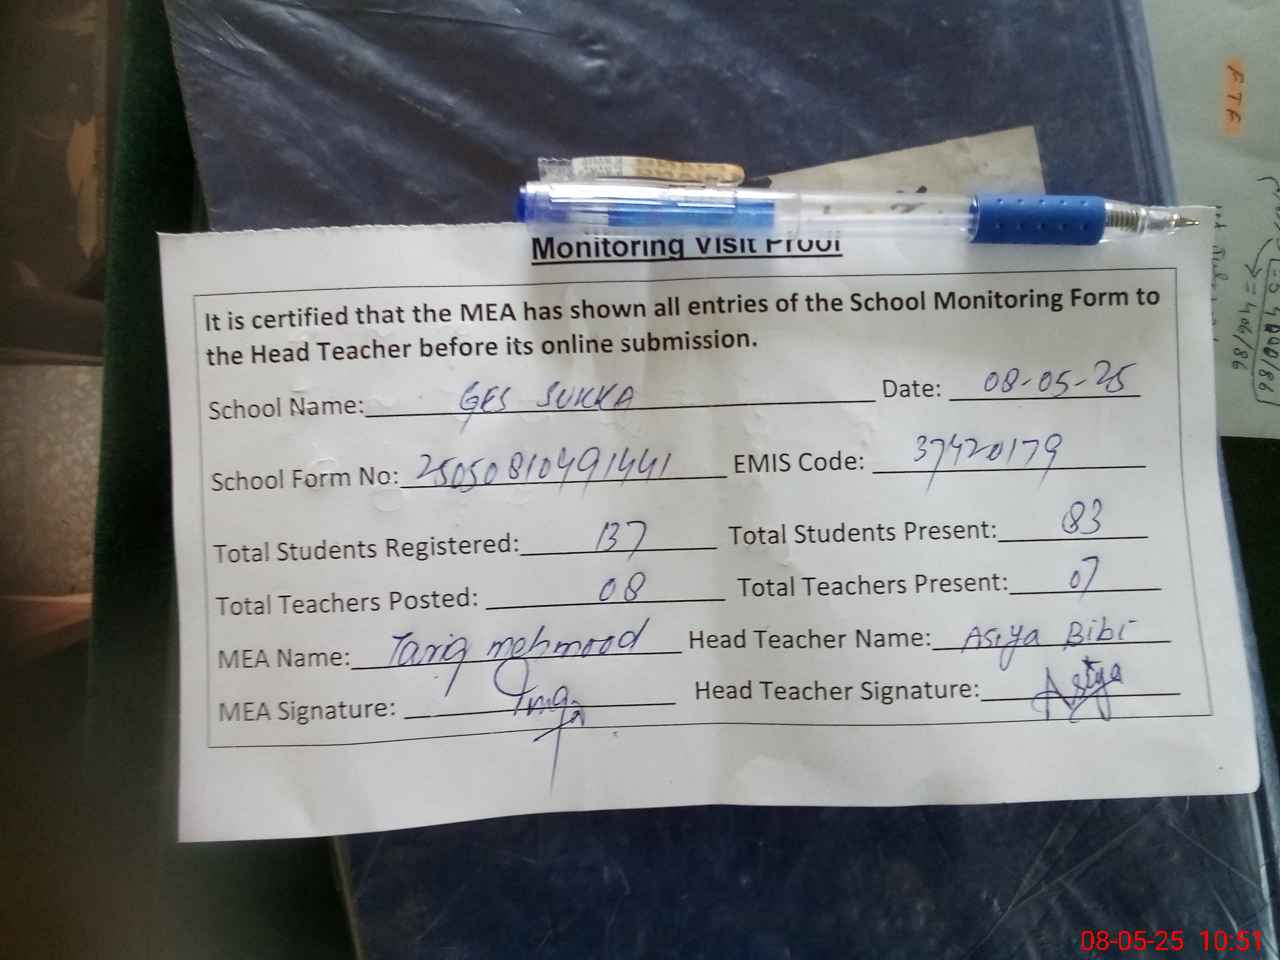 Monitoring Visit Proof
It is certified that the MEA has shown all entries of the School Monitoring Form to
the Head Teacher before its online submission.
School Name: GES SUKKA Date: 08-05-25
School Form No: 25050810491441 EMIS Code: 37420179
Total Students Registered: 137 Total Students Present: 83
Total Teachers Posted: 08 Total Teachers Present: 07
MEA Name: Tariq mehmood Head Teacher Name: Asiya Bibi
MEA Signature: Head Teacher Signature: Asiya
FTF
=406/86
08-05-25 10:51